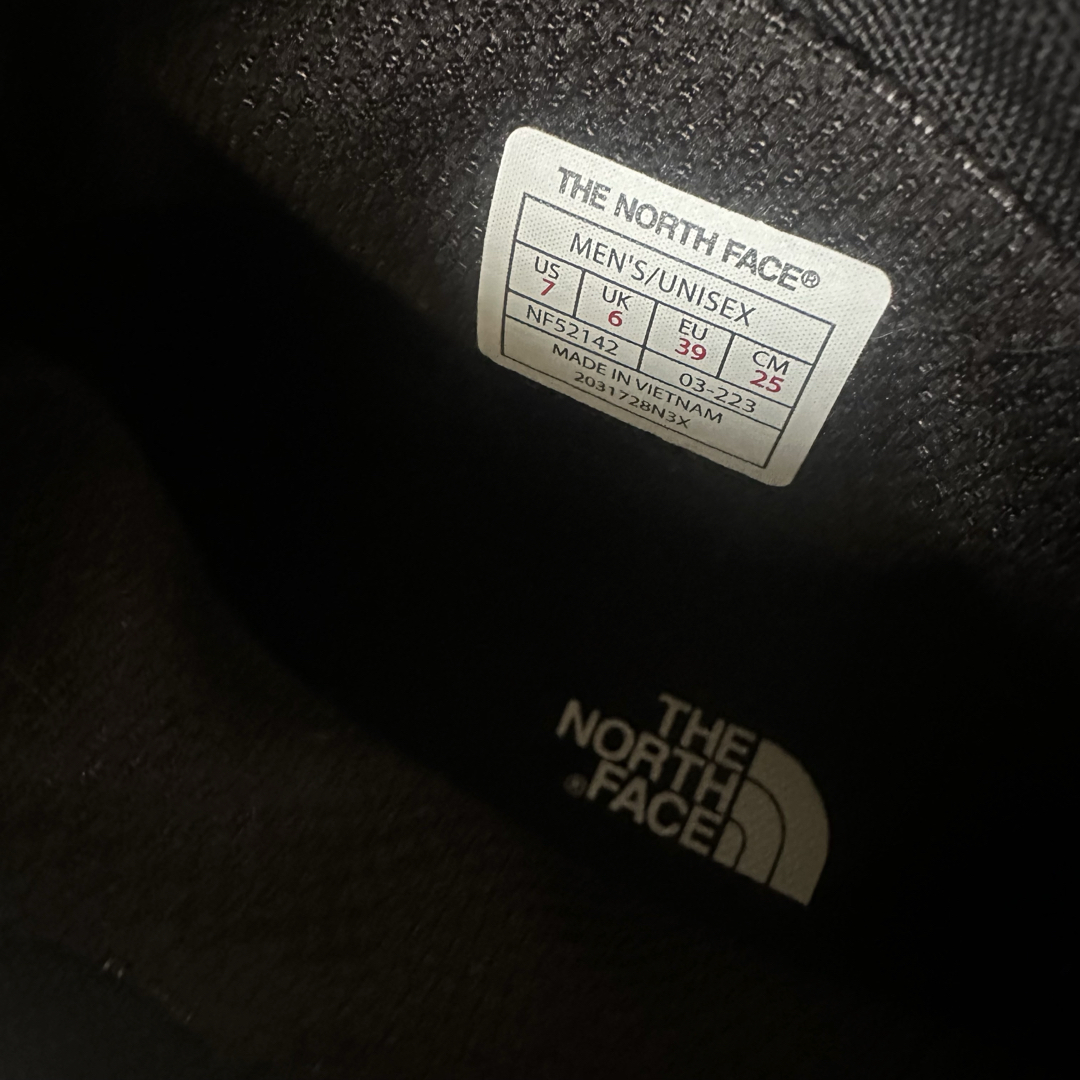 THE NORTH FACE®
MEN'S/UNISEX
US UK EU CM
7 6 39 25
NF52142 03-223
MADE IN VIETNAM
2031728N3X
THE
NORTH
®FACE